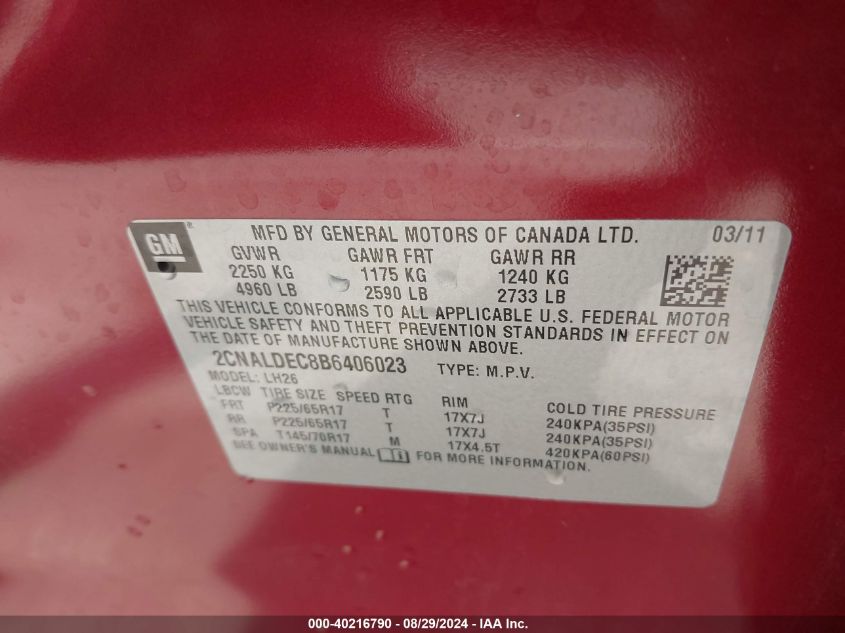 GM ®
MFD BY GENERAL MOTORS OF CANADA LTD. 03/11
GVWR GAWR FRT GAWR RR
2250 KG 1175 KG 1240 KG
4960 LB 2590 LB 2733 LB
THIS VEHICLE CONFORMS TO ALL APPLICABLE U.S. FEDERAL MOTOR
VEHICLE SAFETY AND THEFT PREVENTION STANDARDS IN EFFECT ON
THE DATE OF MANUFACTURE SHOWN ABOVE.
2CNALDEC8B6406023 TYPE: M.P.V.
MODEL: LH26
LBCW TIRE SIZE SPEED RTG RIM COLD TIRE PRESSURE
FRT P225/65R17 T 17X7J 240KPA(35PSI)
RR P225/65R17 T 17X7J 240KPA(35PSI)
SPA T145/70R17 M 17X4.5T 420KPA(60PSI)
SEE OWNER'S MANUAL FOR MORE INFORMATION.
000-40216790 - 08/29/2024 - IAA Inc.